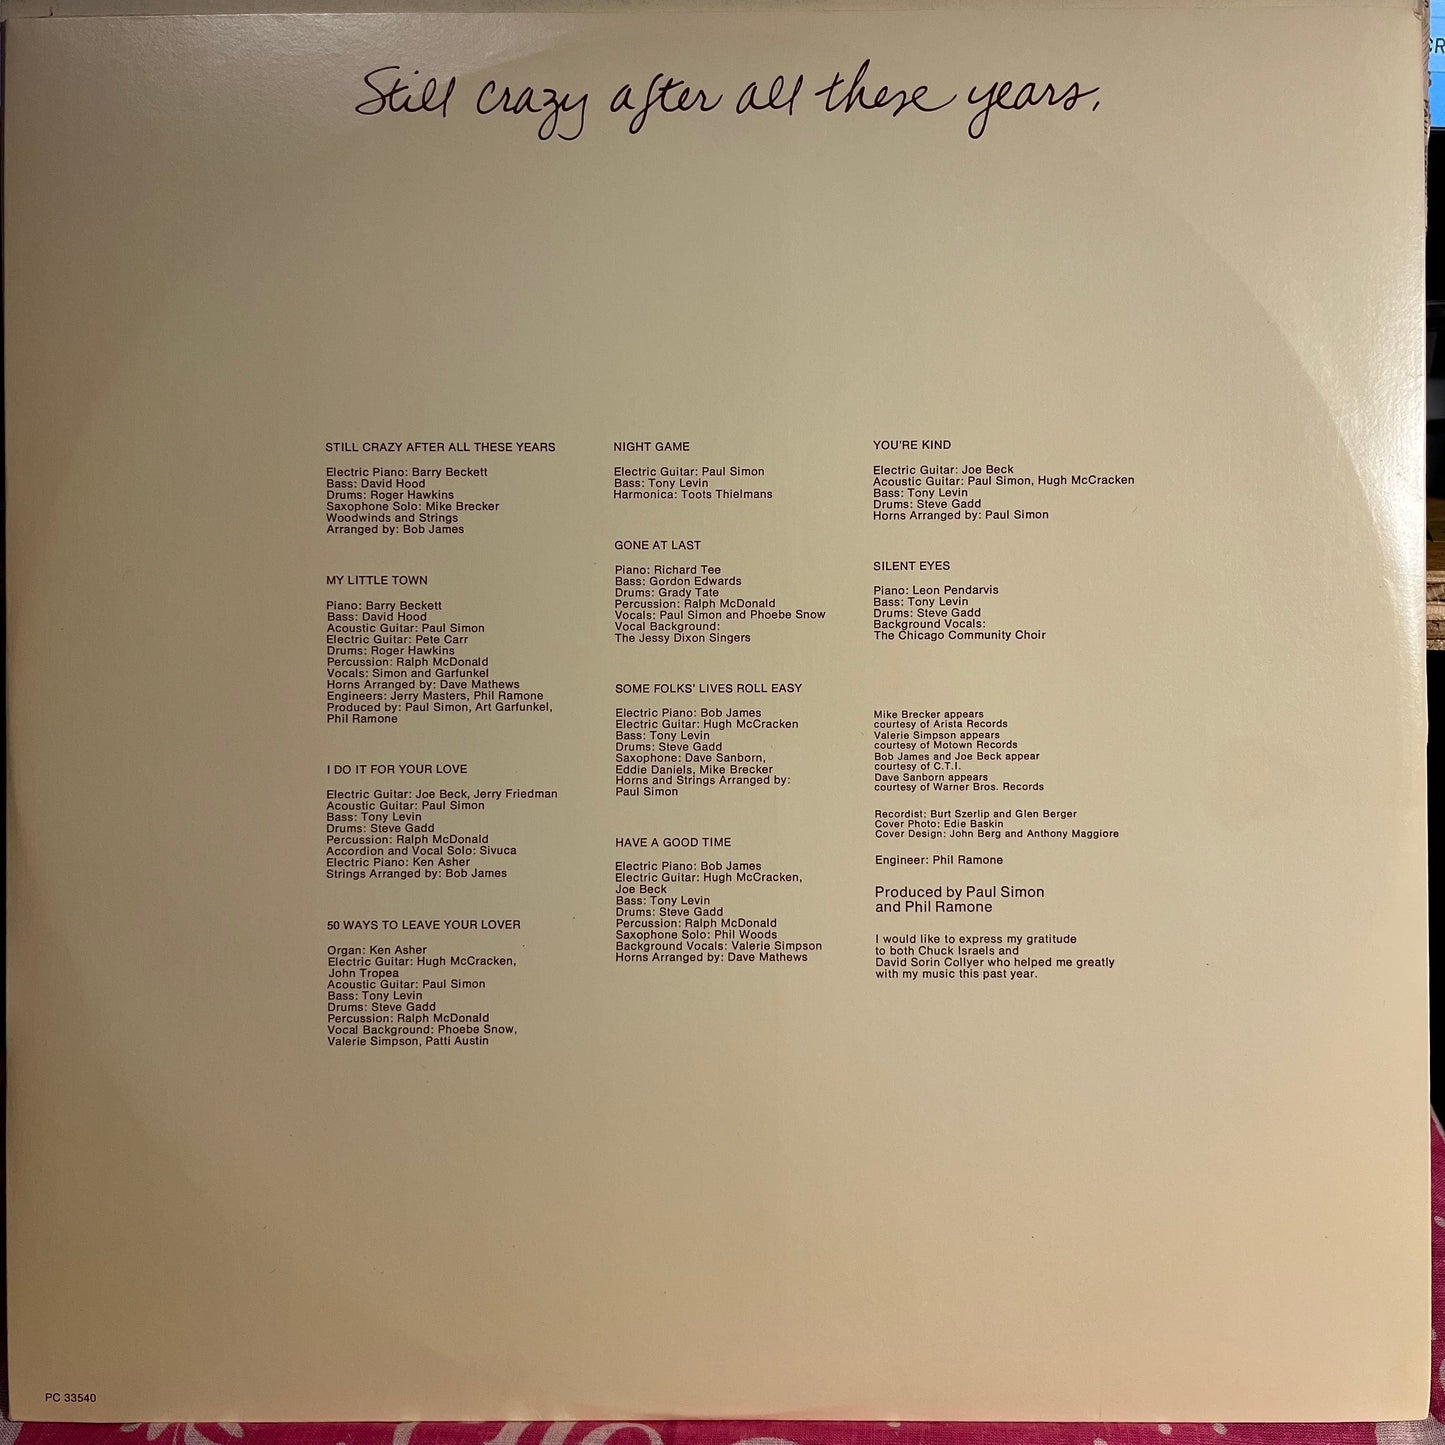 Still crazy after all these years.
STILL CRAZY AFTER ALL THESE YEARS
Electric Piano: Barry Beckett
Bass: David Hood
Drums: Roger Hawkins
Saxophone Solo: Mike Brecker
Woodwinds and Strings
Arranged by: Bob James
MY LITTLE TOWN
Piano: Barry Beckett
Bass: David Hood
Acoustic Guitar: Paul Simon
Electric Guitar: Pete Carr
Drums: Roger Hawkins
Percussion: Ralph McDonald
Vocals: Simon and Garfunkel
Horns Arranged by: Dave Mathews
Engineers: Jerry Masters, Phil Ramone
Produced by: Paul Simon, Art Garfunkel,
Phil Ramone
I DO IT FOR YOUR LOVE
Electric Guitar: Joe Beck, Jerry Friedman
Acoustic Guitar: Paul Simon
Bass: Tony Levin
Drums: Steve Gadd
Percussion: Ralph McDonald
Accordion and Vocal Solo: Sivuca
Electric Piano: Ken Asher
Strings Arranged by: Bob James
50 WAYS TO LEAVE YOUR LOVER
Organ: Ken Asher
Electric Guitar: Hugh McCracken,
John Tropea
Acoustic Guitar: Paul Simon
Bass: Tony Levin
Drums: Steve Gadd
Percussion: Ralph McDonald
Vocal Background: Phoebe Snow,
Valerie Simpson, Patti Austin
NIGHT GAME
Electric Guitar: Paul Simon
Bass: Tony Levin
Harmonica: Toots Thielmans
GONE AT LAST
Piano: Richard Tee
Bass: Gordon Edwards
Drums: Grady Tate
Percussion: Ralph McDonald
Vocals: Paul Simon and Phoebe Snow
Vocal Background:
The Jessy Dixon Singers
SOME FOLKS' LIVES ROLL EASY
Electric Piano: Bob James
Electric Guitar: Hugh McCracken
Bass: Tony Levin
Drums: Steve Gadd
Saxophone: Dave Sanborn,
Eddie Daniels, Mike Brecker
Horns and Strings Arranged by:
Paul Simon
HAVE A GOOD TIME
Electric Piano: Bob James
Electric Guitar: Hugh McCracken,
Joe Beck
Bass: Tony Levin
Drums: Steve Gadd
Percussion: Ralph McDonald
Saxophone Solo: Phil Woods
Background Vocals: Valerie Simpson
Horns Arranged by: Dave Mathews
YOU'RE KIND
Electric Guitar: Joe Beck
Acoustic Guitar: Paul Simon, Hugh McCracken
Bass: Tony Levin
Drums: Steve Gadd
Horns Arranged by: Paul Simon
SILENT EYES
Piano: Leon Pendarvis
Bass: Tony Levin
Drums: Steve Gadd
Background Vocals:
The Chicago Community Choir
Mike Brecker appears
courtesy of Arista Records
Valerie Simpson appears
courtesy of Motown Records
Bob James and Joe Beck appear
courtesy of C.T.I.
Dave Sanborn appears
courtesy of Warner Bros. Records
Recordist: Burt Szerlip and Glen Berger
Cover Photo: Edie Baskin
Cover Design: John Berg and Anthony Maggiore
Engineer: Phil Ramone
Produced by Paul Simon
and Phil Ramone
I would like to express my gratitude
to both Chuck Israels and
David Sorin Collyer who helped me greatly
with my music this past year.
PC 33540